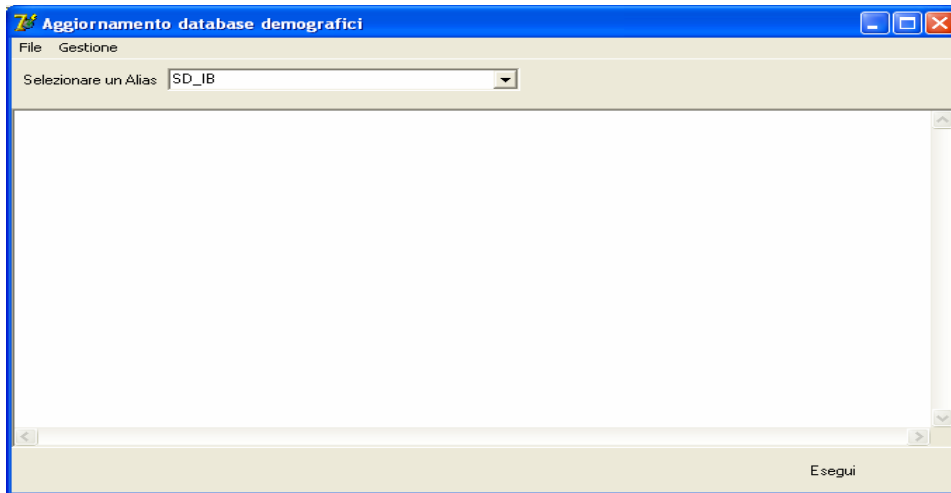 Aggiornamento database demografici
File Gestione
Selezionare un Alias SD_IB
Esegui